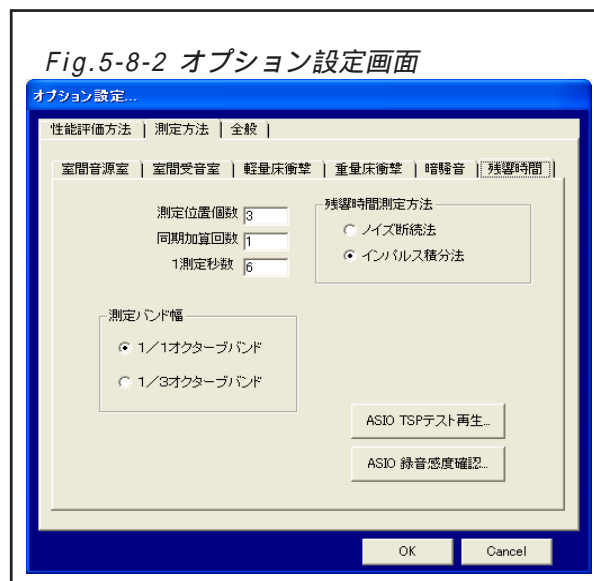 Fig.5-8-2 オプション設定画面
オプション設定...
性能評価方法 測定方法 全般
室間音源室 室間受音室 軽量床衝撃 重量床衝撃 暗騒音 残響時間
測定位置個数 3
同期加算回数 1
1測定秒数 6
残響時間測定方法
ノイズ断続法
インパルス積分法
測定バンド幅
1/1オクターブバンド
1/3オクターブバンド
ASIO TSPテスト再生...
ASIO 録音感度確認...
OK Cancel